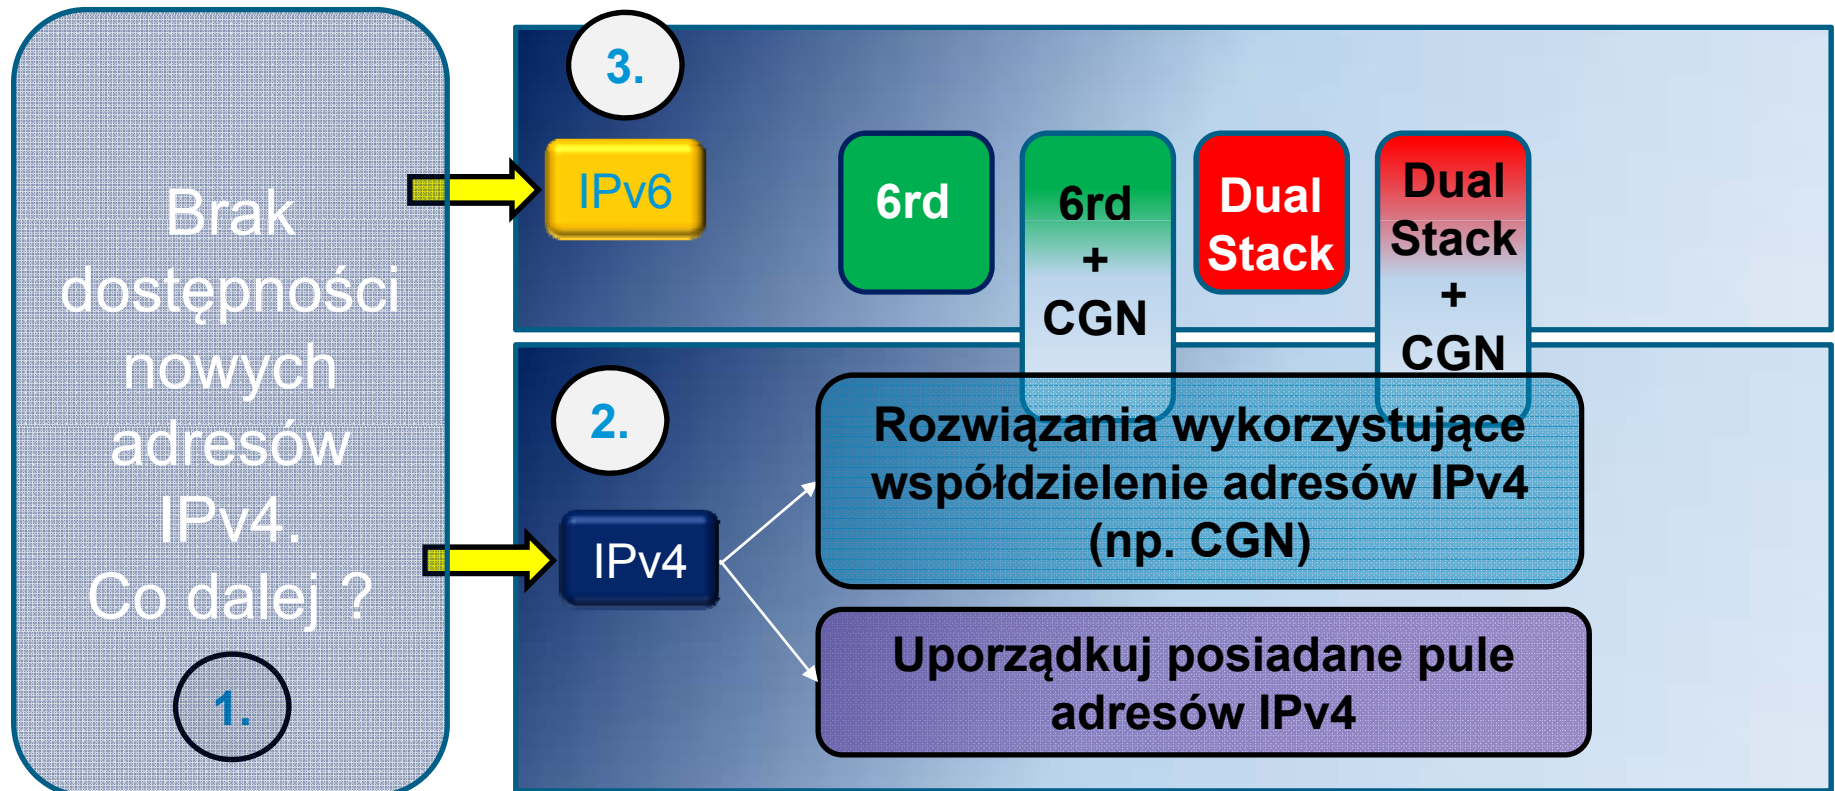 Brak
dostępności
nowych
adresów
IPv4.
Co dalej ?
1.
3.
IPv6
6rd
6rd
+
CGN
Dual
Stack
Dual
Stack
+
CGN
2.
IPv4
Rozwiązania wykorzystujące
współdzielenie adresów IPv4
(np. CGN)
Uporządkuj posiadane pule
adresów IPv4